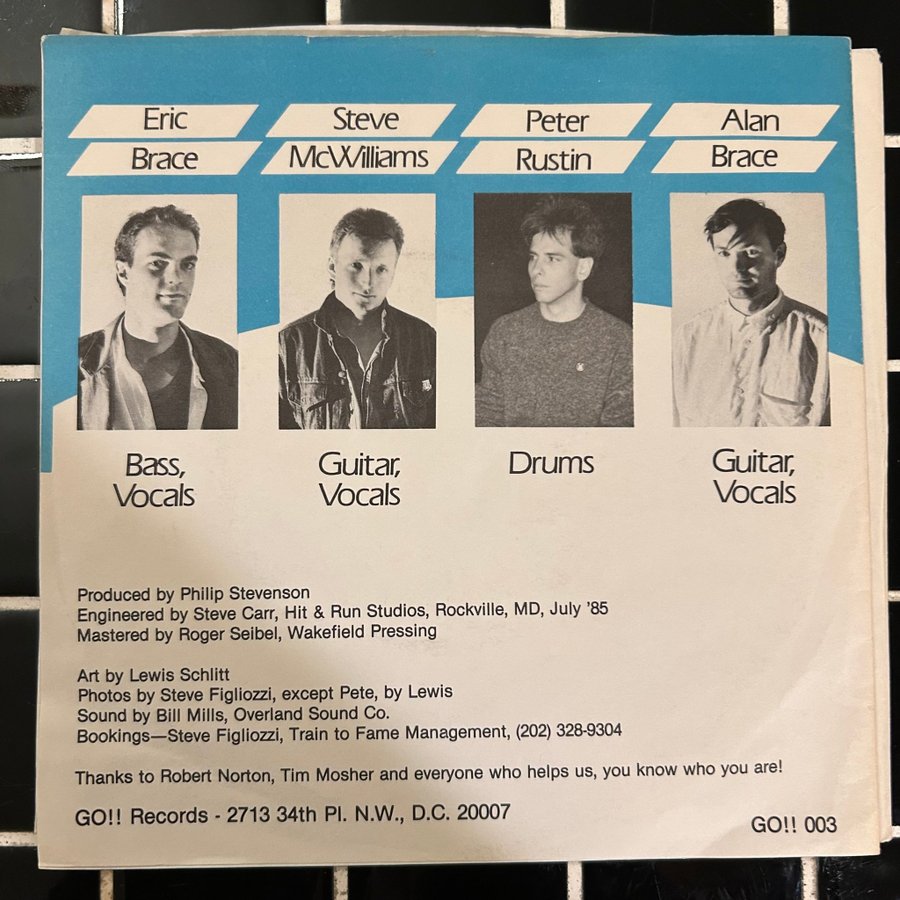 Eric Steve Peter Alan
Brace McWilliams Rustin Brace
Bass, Guitar, Drums Guitar,
Vocals Vocals Vocals
Produced by Philip Stevenson
Engineered by Steve Carr, Hit & Run Studios, Rockville, MD, July '85
Mastered by Roger Seibel, Wakefield Pressing
Art by Lewis Schlitt
Photos by Steve Figliozzi, except Pete, by Lewis
Sound by Bill Mills, Overland Sound Co.
Bookings—Steve Figliozzi, Train to Fame Management, (202) 328-9304
Thanks to Robert Norton, Tim Mosher and everyone who helps us, you know who you are!
GO!! Records - 2713 34th Pl. N.W., D.C. 20007
GO!! 003